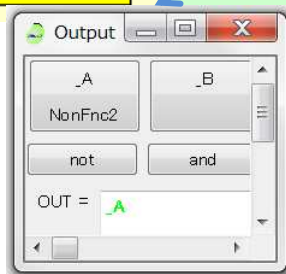 Output
_A _B
NonFnc2
not and
OUT = _A